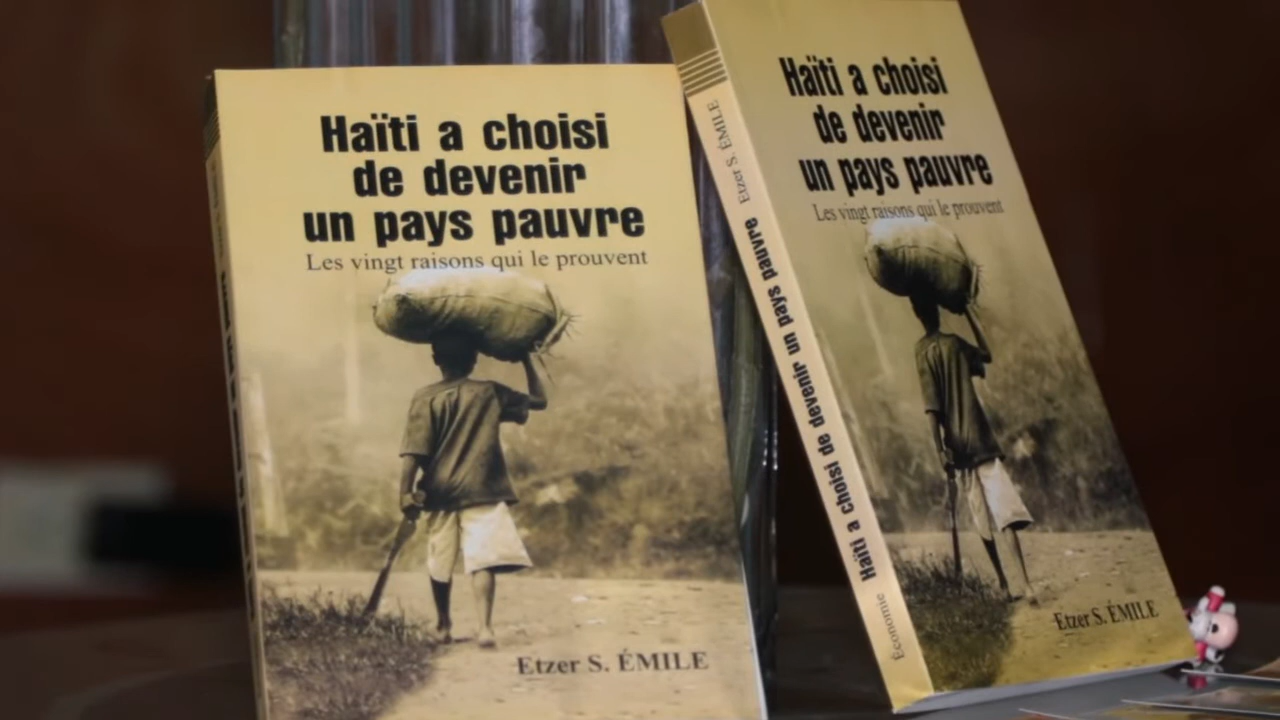 Haïti a choisi
de devenir
un pays pauvre
Les vingt raisons qui le prouvent
Etzer S. ÉMILE
Haïti a choisi
de devenir
un pays pauvre
Les vingt raisons qui le prouvent
Etzer S. ÉMILE
Économie Haïti a choisi de devenir un pays pauvre Etzer S. ÉMILE